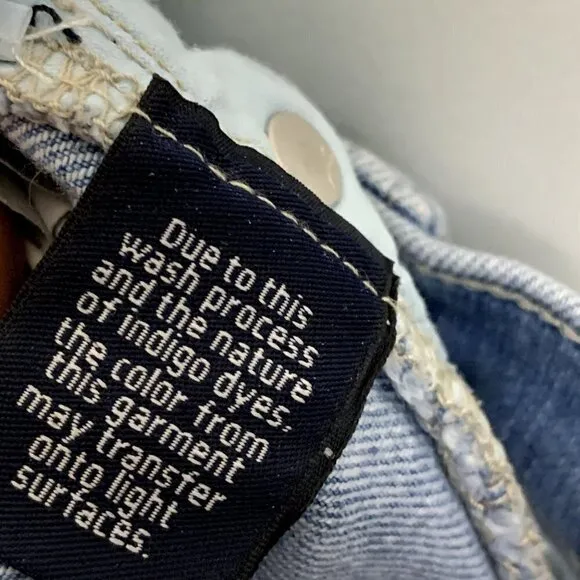 Due to this
wash process
and the nature
of indigo dyes,
the color from
this garment
may transfer
onto light
surfaces.